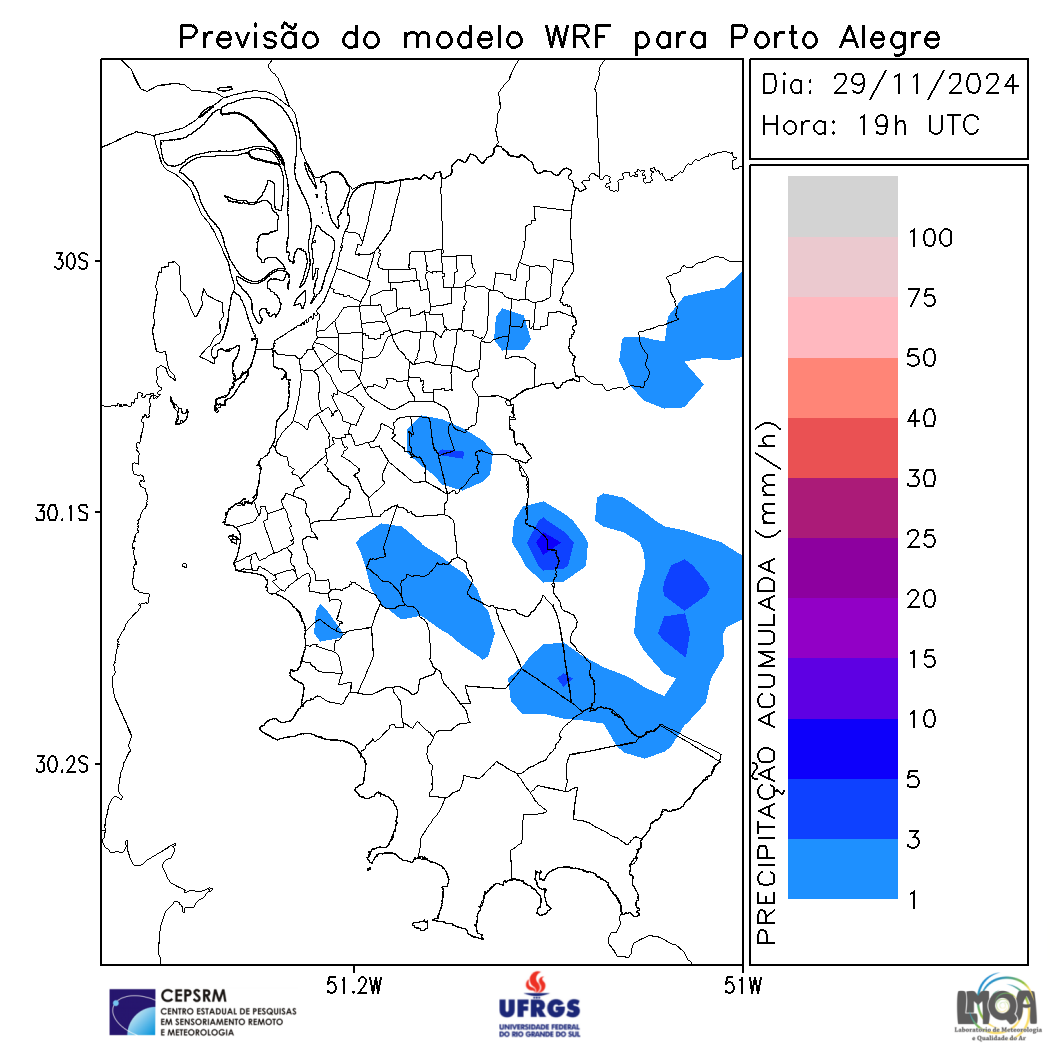 Previsão do modelo WRF para Porto Alegre
Dia: 29/11/2024
Hora: 19h UTC
30S
30.1S
30.2S
51.2W
51W
PRECIPITAÇÃO ACUMULADA (mm/h)
100
75
50
40
30
25
20
15
10
5
3
1
CEPSRM
CENTRO ESTADUAL DE PESQUISAS
EM SENSORIAMENTO REMOTO
E METEOROLOGIA
UFRGS
UNIVERSIDADE FEDERAL
DO RIO GRANDE DO SUL
LMQA
Laboratório de Meteorologia
e Qualidade do Ar